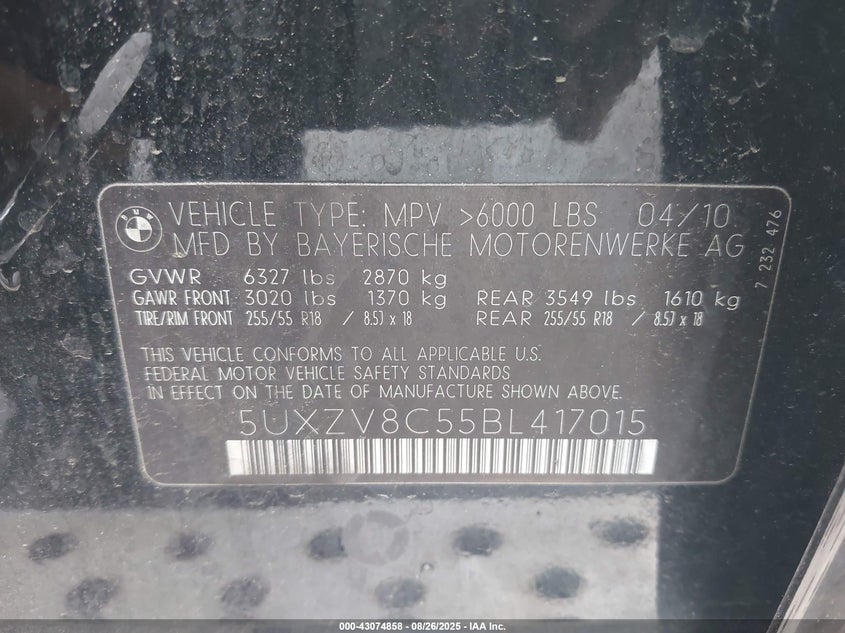 BMW
VEHICLE TYPE: MPV >6000 LBS 04/10
MFD BY BAYERISCHE MOTORENWERKE AG
GVWR 6327 lbs 2870 kg
GAWR FRONT 3020 lbs 1370 kg REAR 3549 lbs 1610 kg
TIRE/RIM FRONT 255/55 R18 / 8.5J x 18 REAR 255/55 R18 / 8.5J x 18
THIS VEHICLE CONFORMS TO ALL APPLICABLE U.S.
FEDERAL MOTOR VEHICLE SAFETY STANDARDS
IN EFFECT ON THE DATE OF MANUFACTURE SHOWN ABOVE.
5UXZV8C55BL417015
7 232 476
000-43074858 - 08/26/2025 - IAA Inc.